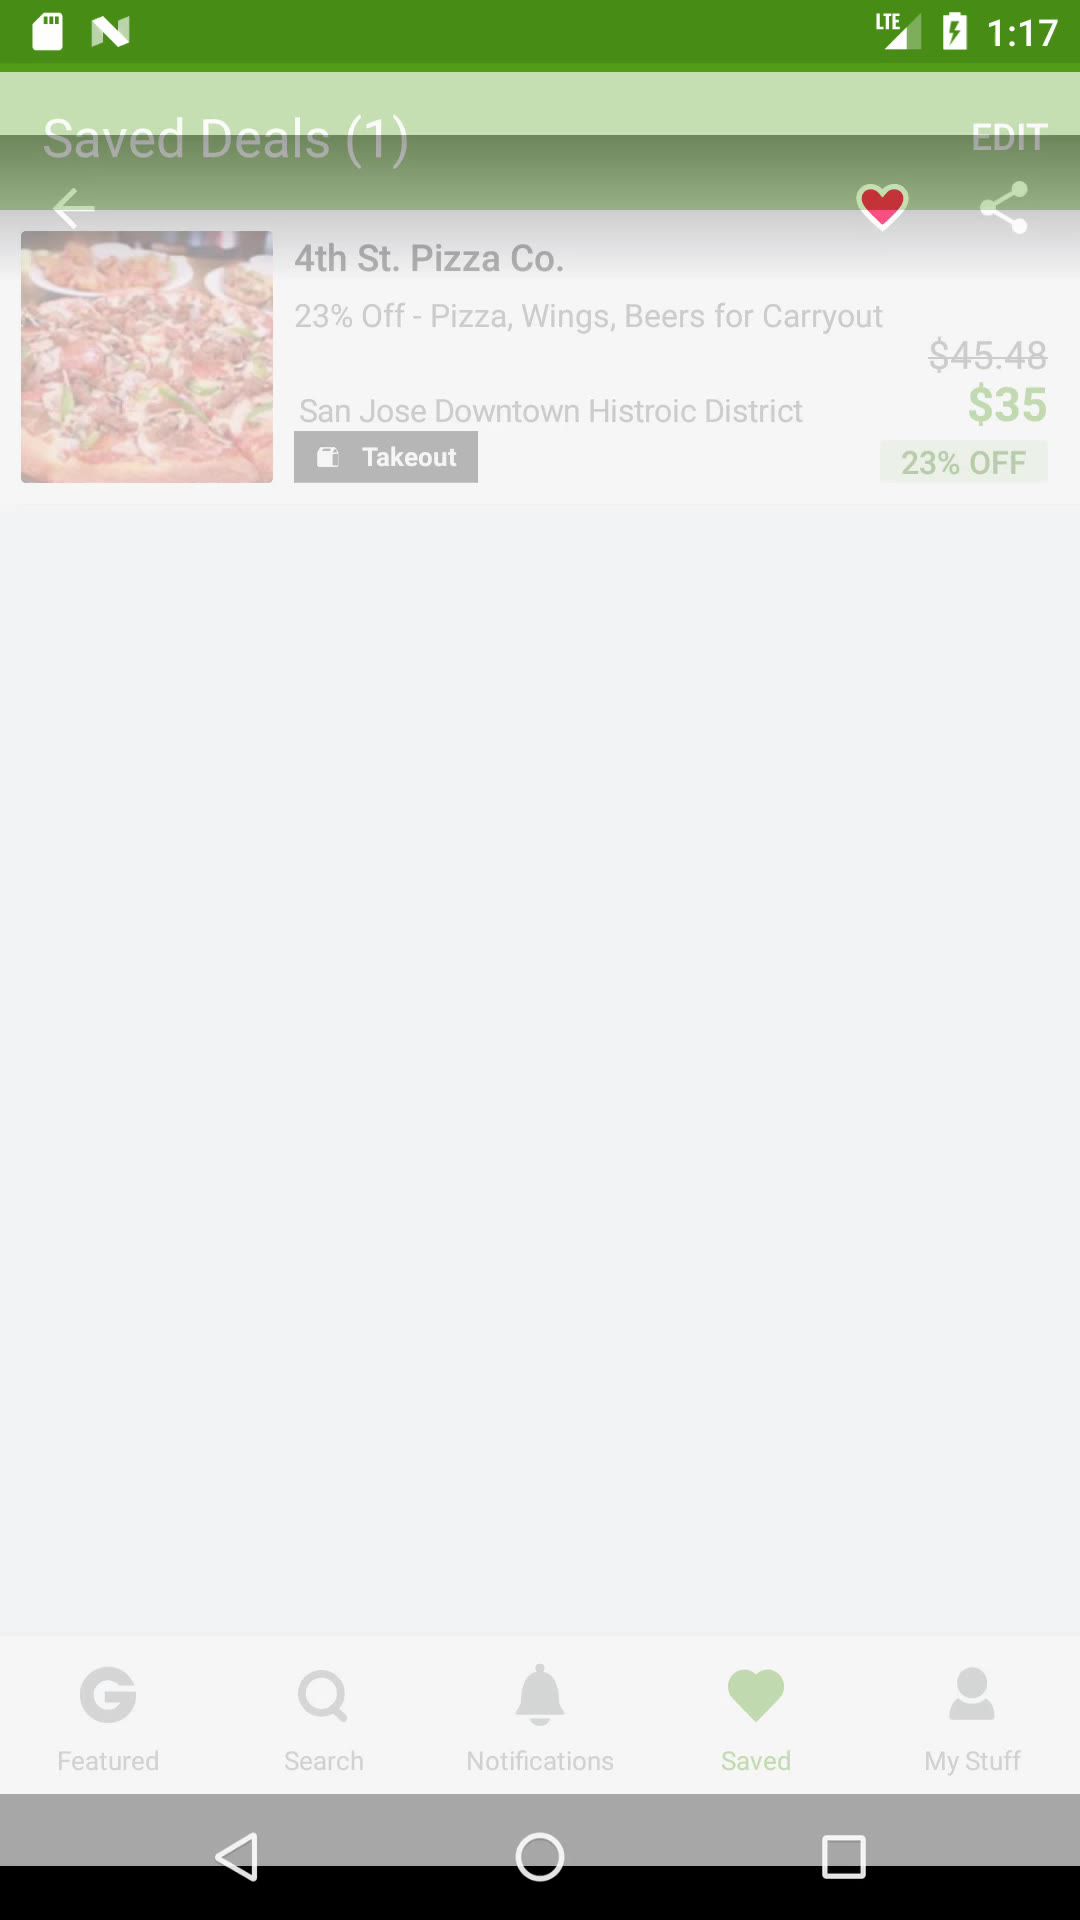 LTE 1:17
Saved Deals (1) EDIT
4th St. Pizza Co.
23% Off - Pizza, Wings, Beers for Carryout
$45.48
San Jose Downtown Histroic District $35
Takeout 23% OFF
Featured Search Notifications Saved My Stuff